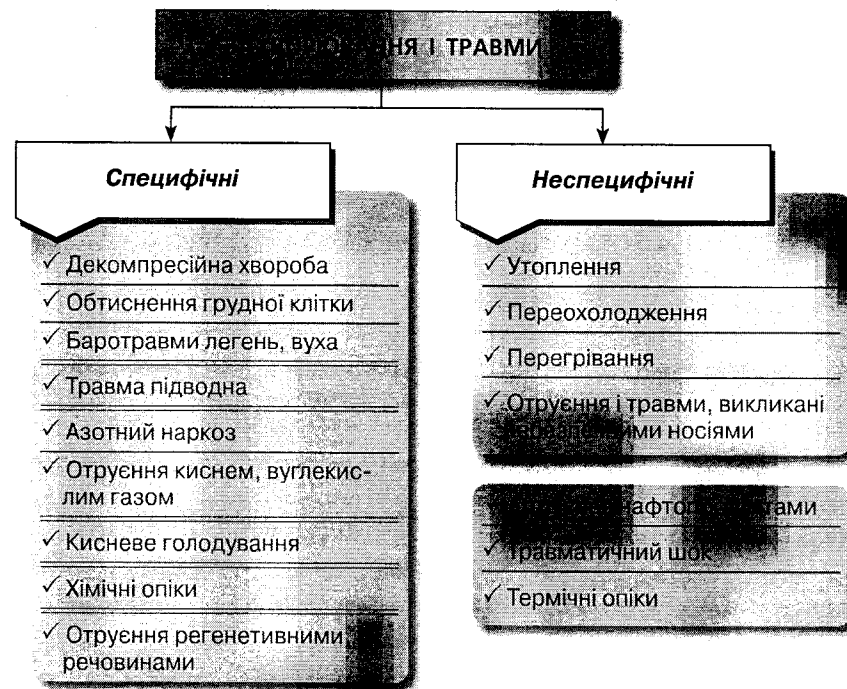 І ТРАВМИ
Специфічні
✓ Декомпресійна хвороба
✓ Обтиснення грудної клітки
✓ Баротравми легень, вуха
✓ Травма підводна
✓ Азотний наркоз
✓ Отруєння киснем, вуглекис-
лим газом
✓ Кисневе голодування
✓ Хімічні опіки
✓ Отруєння регенетивними
речовинами
Неспецифічні
✓ Утоплення
✓ Переохолодження
✓ Перегрівання
✓ Отруєння і травми, викликані
носіями
✓ Травматичний шок
✓ Термічні опіки